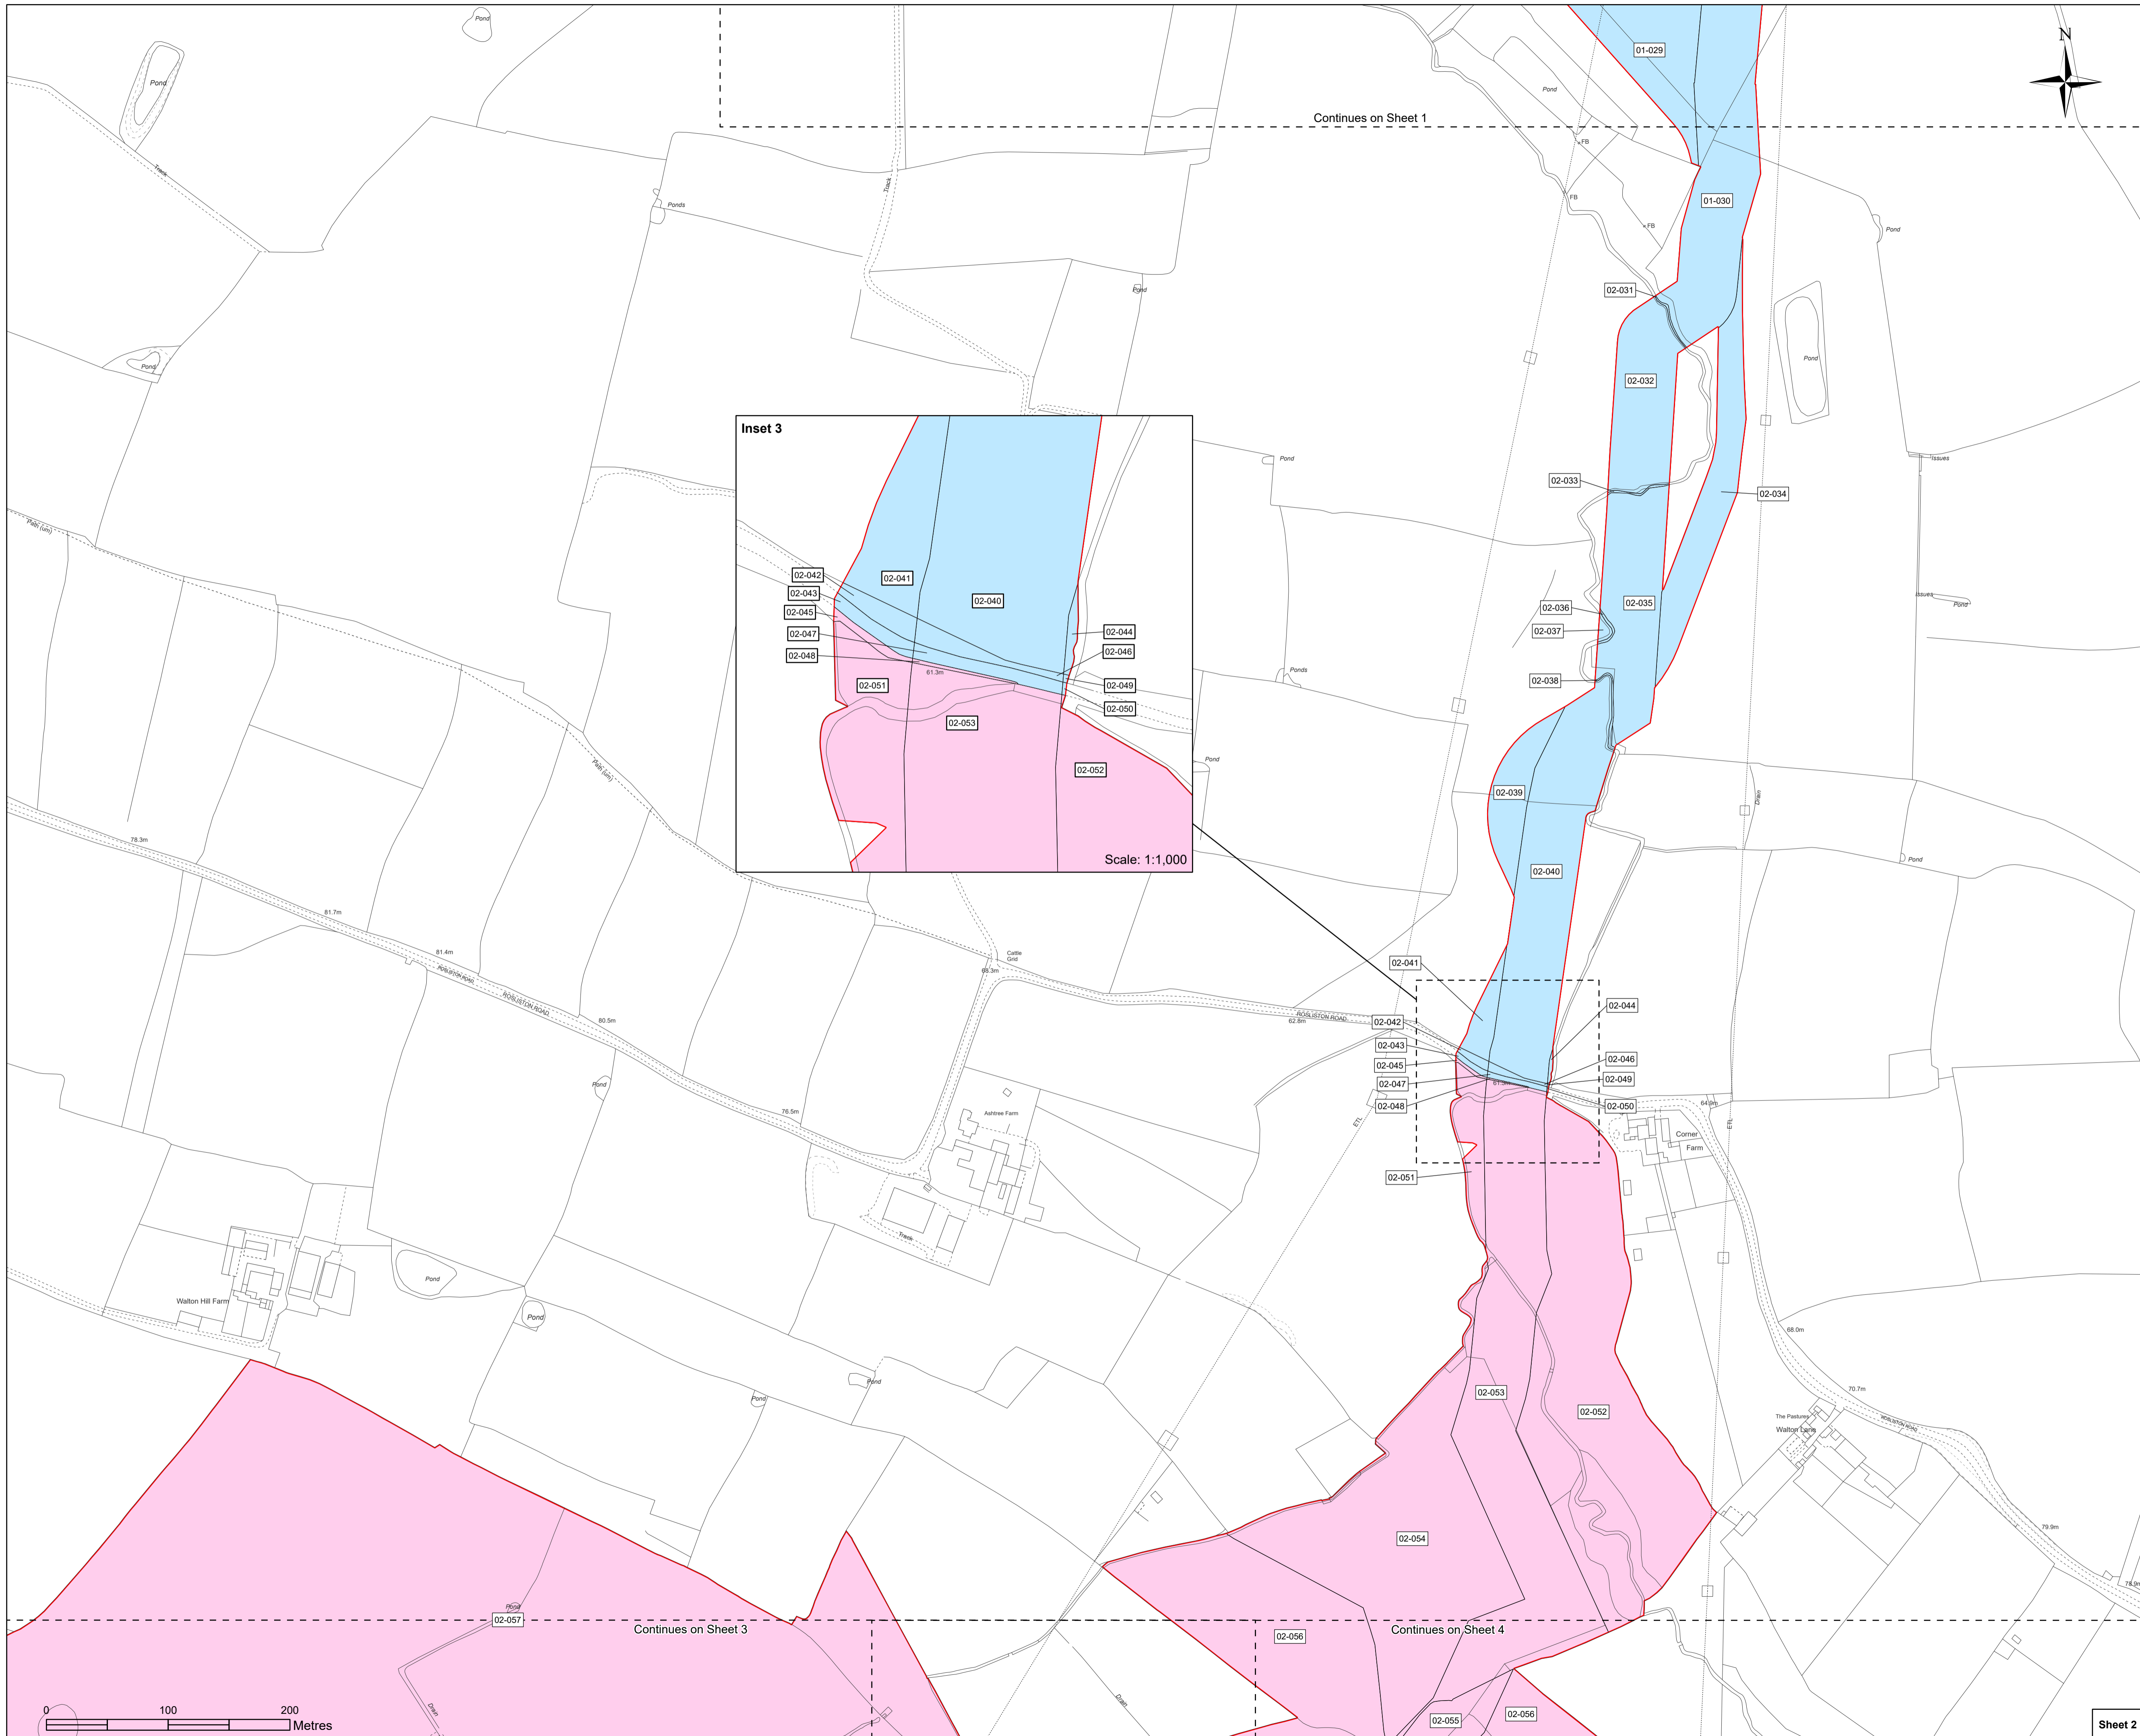 Pond
01-029
N
Pond
Pond
Continues on Sheet 1
FB
Track
Track
FB
01-030
Ponds
FB
Pond
02-031
Pond
Pond
Pond
02-032
Inset 3
Pond
Issues
02-033
02-034
Path (um)
02-042
02-041
02-043
02-040
02-045
02-047
02-044
02-048
02-046
61.3m
02-051
02-049
02-050
02-053
02-052
Scale: 1:1,000
Issues
Pond
02-036
02-035
02-037
Ponds
02-038
Path (um)
Pond
02-039
Drain
78.3m
Pond
02-040
81.7m
81.4m
ROSLISTON ROAD
ROSLISTON ROAD
Cattle
Grid
68.3m
02-041
80.5m
02-044
ROSLISTON ROAD
62.8m
02-042
02-043
02-045
02-046
02-047
02-049
61.3m
02-048
02-050
Pond
76.5m
Ashtree Farm
ETL
64.9m
ETL
Corner
Farm
02-051
Track
Pond
Walton Hill Farm
Pond
68.0m
Pond
Pond
02-053
70.7m
02-052
The Pastures
Walton Lane
ROSLISTON ROAD
02-054
79.9m
78.9m
Pond
02-057
Continues on Sheet 3
Continues on Sheet 4
02-056
Drain
Drain
0 100 200
Metres
02-055
02-056
Sheet 2